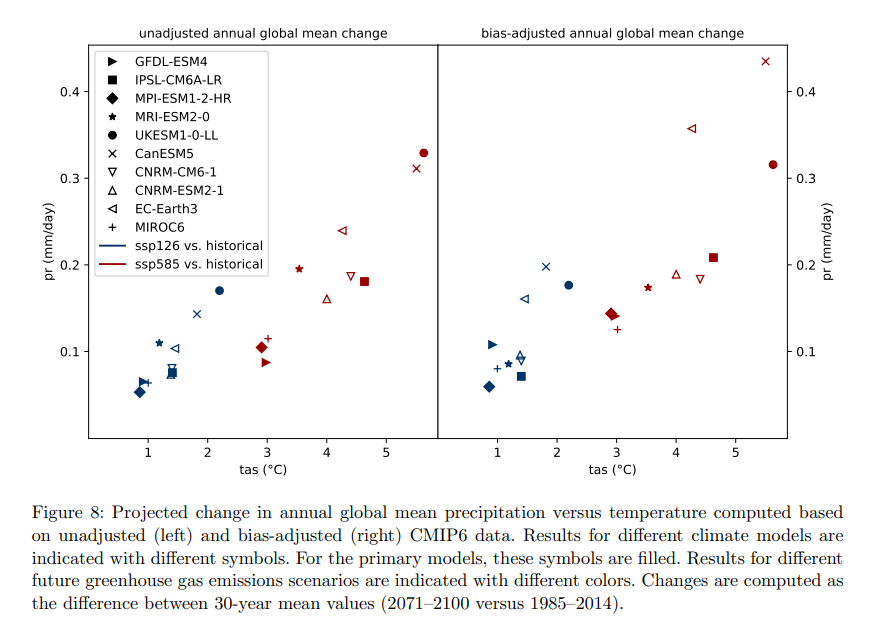 unadjusted annual global mean change
bias-adjusted annual global mean change
GFDL-ESM4
IPSL-CM6A-LR
MPI-ESM1-2-HR
MRI-ESM2-0
UKESM1-0-LL
CanESM5
CNRM-CM6-1
CNRM-ESM2-1
EC-Earth3
MIROC6
ssp126 vs. historical
ssp585 vs. historical
pr (mm/day)
0.4
0.3
0.2
0.1
1 2 3 4 5
tas (°C)
1 2 3 4 5
tas (°C)
0.4
0.3
0.2
0.1
pr (mm/day)
Figure 8: Projected change in annual global mean precipitation versus temperature computed based
on unadjusted (left) and bias-adjusted (right) CMIP6 data. Results for different climate models are
indicated with different symbols. For the primary models, these symbols are filled. Results for different
future greenhouse gas emissions scenarios are indicated with different colors. Changes are computed as
the difference between 30-year mean values (2071–2100 versus 1985–2014).